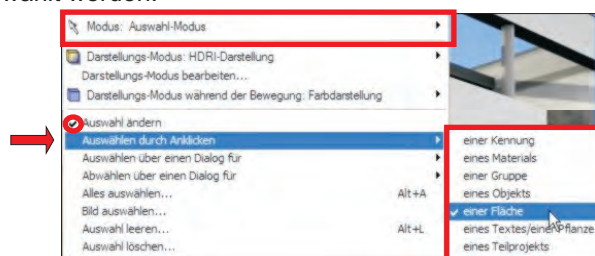 wählt werden.
Modus: Auswahl-Modus
Darstellungs-Modus: HDRI-Darstellung
Darstellungs-Modus bearbeiten...
Darstellungs-Modus während der Bewegung: Farbdarstellung
Auswahl ändern
Auswählen durch Anklicken
Auswählen über einen Dialog für
Abwählen über einen Dialog für
Alles auswählen... Alt+A
Bild auswählen...
Auswahl leeren... Alt+L
Auswahl löschen...
einer Kennung
eines Materials
einer Gruppe
eines Objekts
einer Fläche
eines Textes/einer Pflanze
eines Teilprojekts